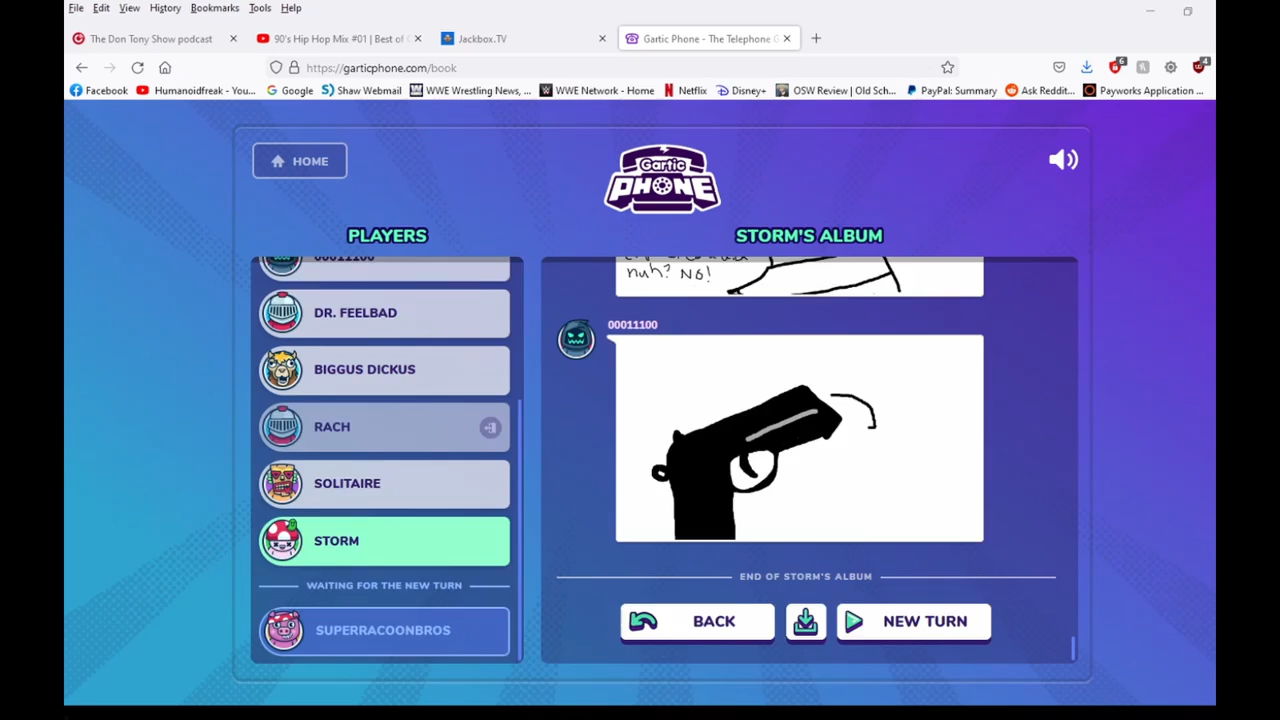 File Edit View History Bookmarks Tools Help
The Don Tony Show podcast
90's Hip Hop Mix #01 | Best of
Jackbox.TV
Gartic Phone - The Telephone G
https://garticphone.com/book
6
4
Facebook
Humanoidfreak - You...
Google
Shaw Webmail
WWE Wrestling News, ...
WWE Network - Home
Netflix
Disney+
OSW Review | Old Sch...
PayPal: Summary
Ask Reddit...
Payworks Application ...
HOME
Gartic
PHONE
PLAYERS
STORM'S ALBUM
00011100
DR. FEELBAD
BIGGUS DICKUS
RACH
SOLITAIRE
STORM
WAITING FOR THE NEW TURN
SUPERRACOONBROS
nuh? NO!
00011100
END OF STORM'S ALBUM
BACK
NEW TURN